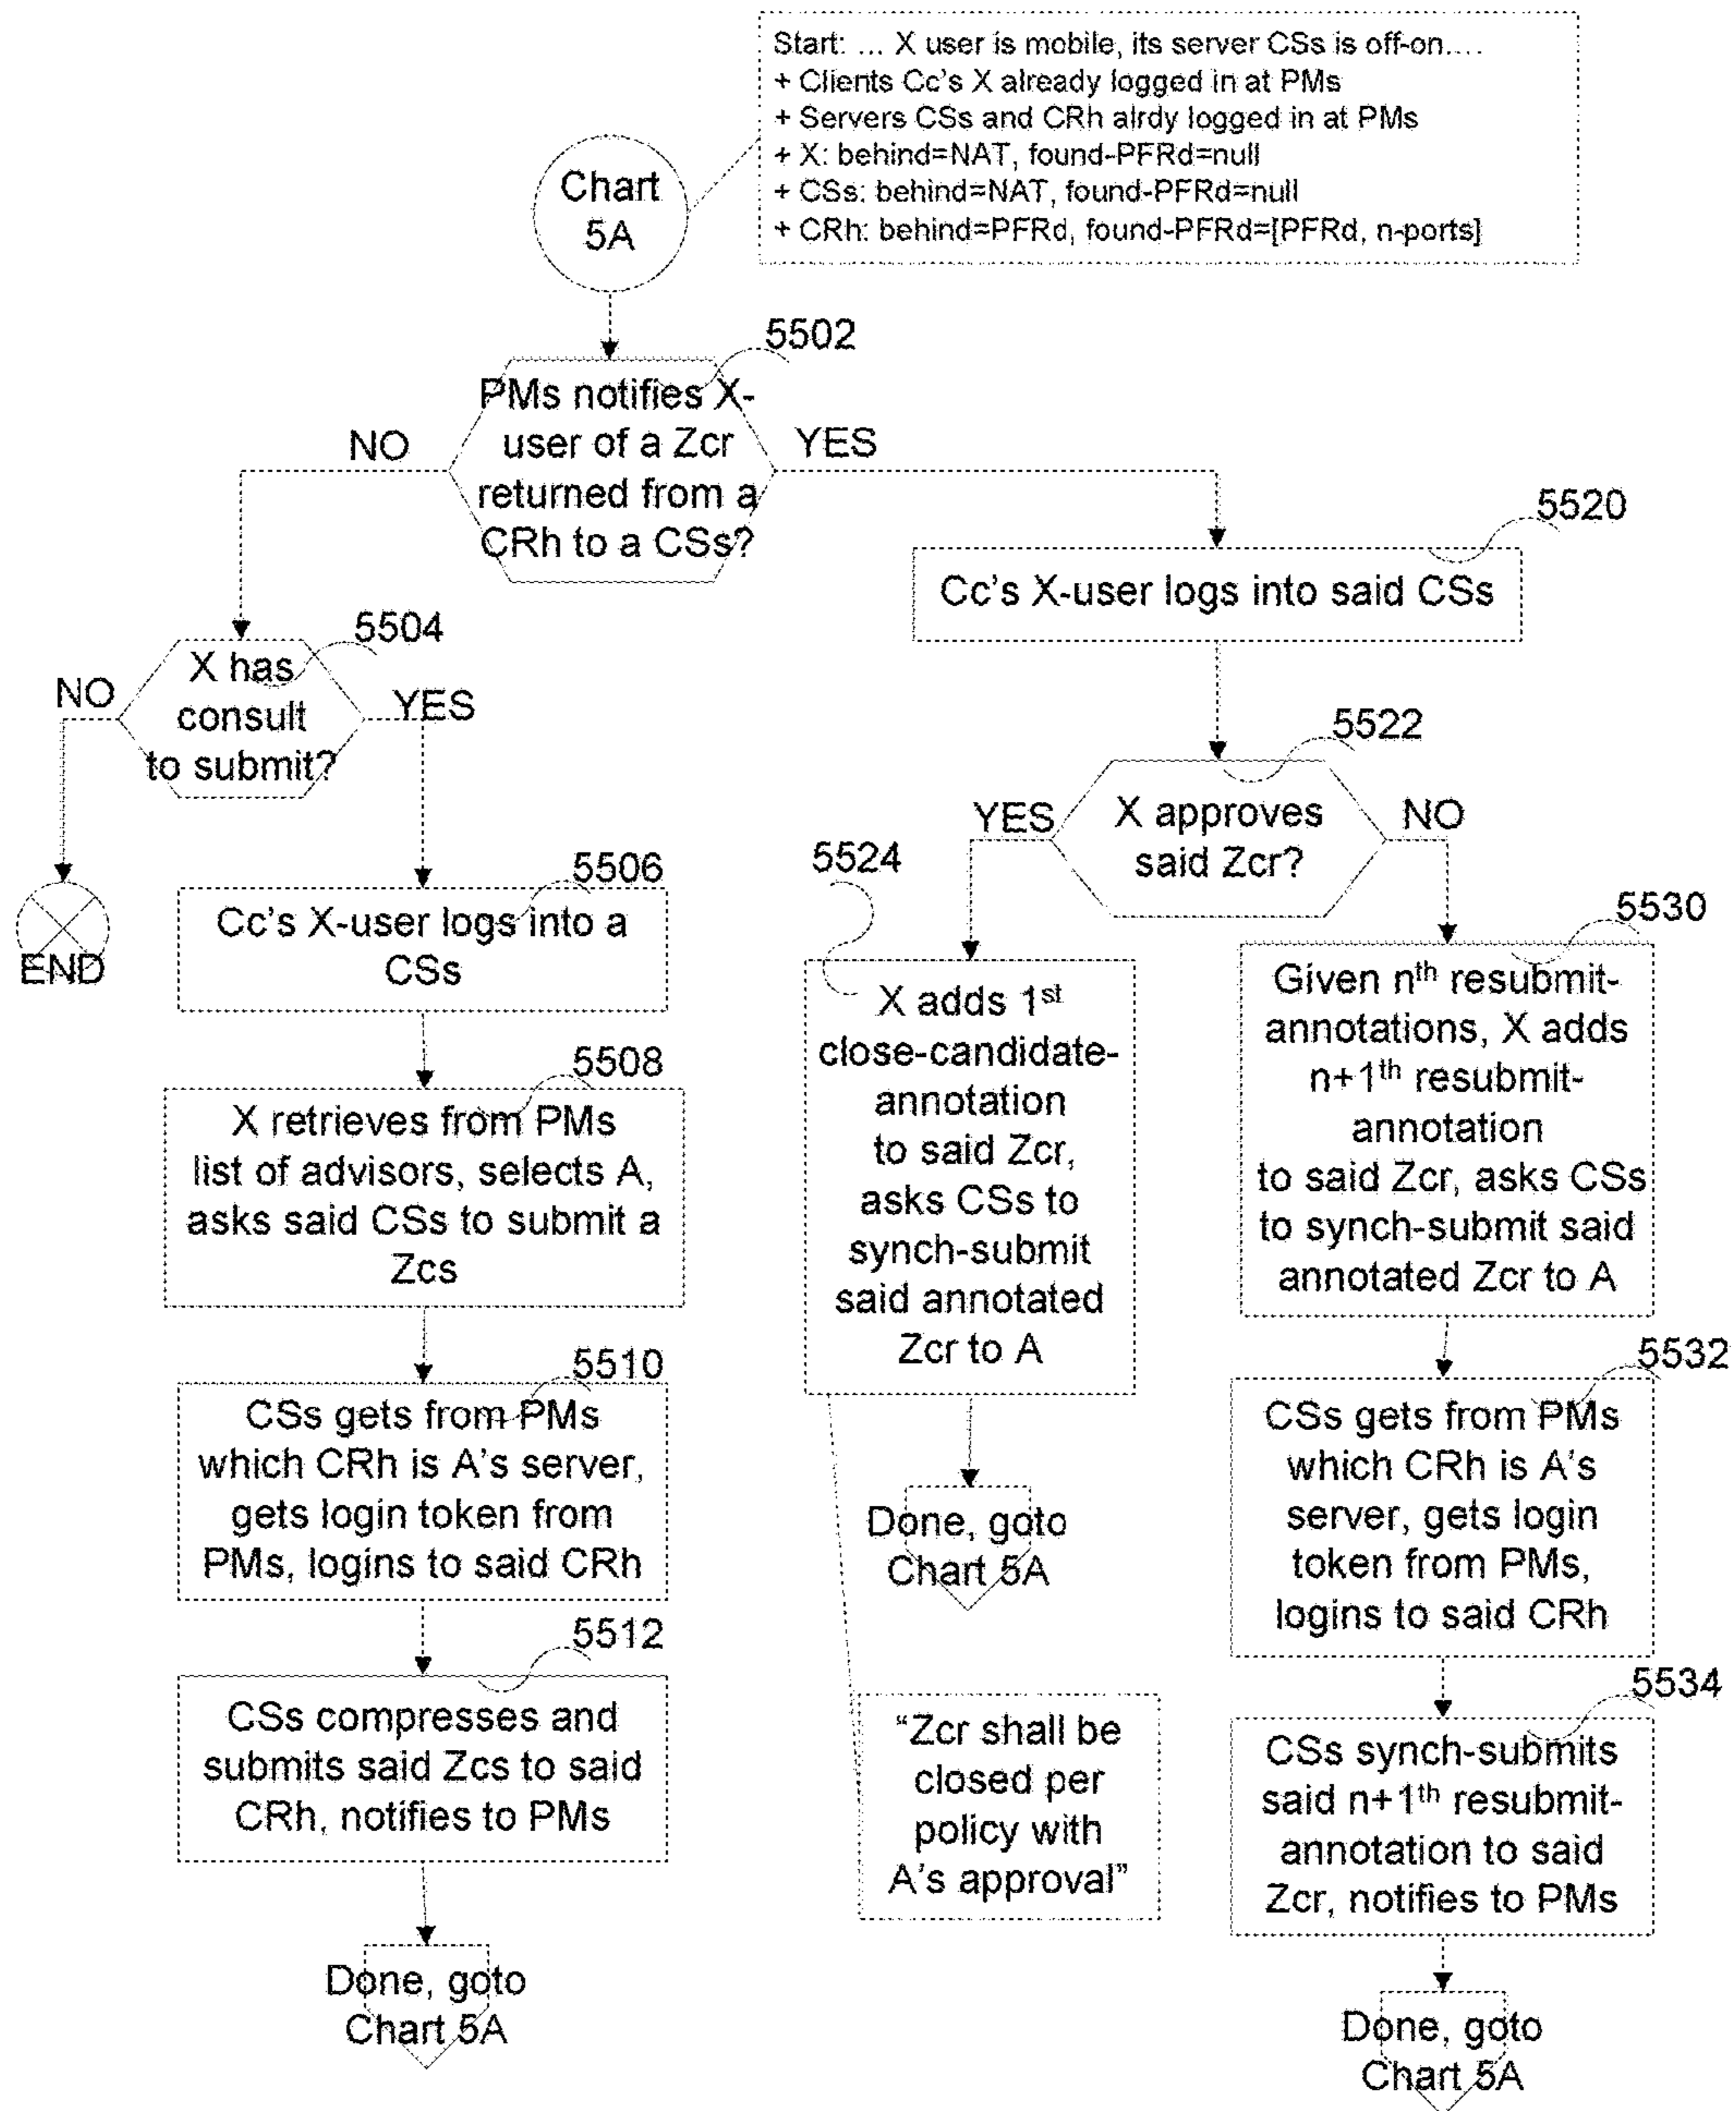 Start: ... X user is mobile, its server CSs is off-on....
+ Clients Cc's X already logged in at PMs
+ Servers CSs and CRh alrdy logged in at PMs
+ X: behind=NAT, found-PFRd=null
+ CSs: behind=NAT, found-PFRd=null
+ CRh: behind=PFRd, found-PFRd=[PFRd, n-ports]
Chart
5A
5502
PMs notifies X-
user of a Zcr
returned from a
CRh to a CSs?
NO
YES
5504
X has
consult
to submit?
NO
YES
END
5506
Cc's X-user logs into a
CSs
5508
X retrieves from PMs
list of advisors, selects A,
asks said CSs to submit a
Zcs
5510
CSs gets from PMs
which CRh is A's server,
gets login token from
PMs, logins to said CRh
5512
CSs compresses and
submits said Zcs to said
CRh, notifies to PMs
Done, goto
Chart 5A
5520
Cc's X-user logs into said CSs
5522
X approves
said Zcr?
YES
NO
5524
X adds 1st
close-candidate-
annotation
to said Zcr,
asks CSs to
synch-submit
said annotated
Zcr to A
Done, goto
Chart 5A
"Zcr shall be
closed per
policy with
A's approval"
5530
Given nth resubmit-
annotations, X adds
n+1th resubmit-
annotation
to said Zcr, asks CSs
to synch-submit said
annotated Zcr to A
5532
CSs gets from PMs
which CRh is A's
server, gets login
token from PMs,
logins to said CRh
5534
CSs synch-submits
said n+1th resubmit-
annotation to said
Zcr, notifies to PMs
Done, goto
Chart 5A